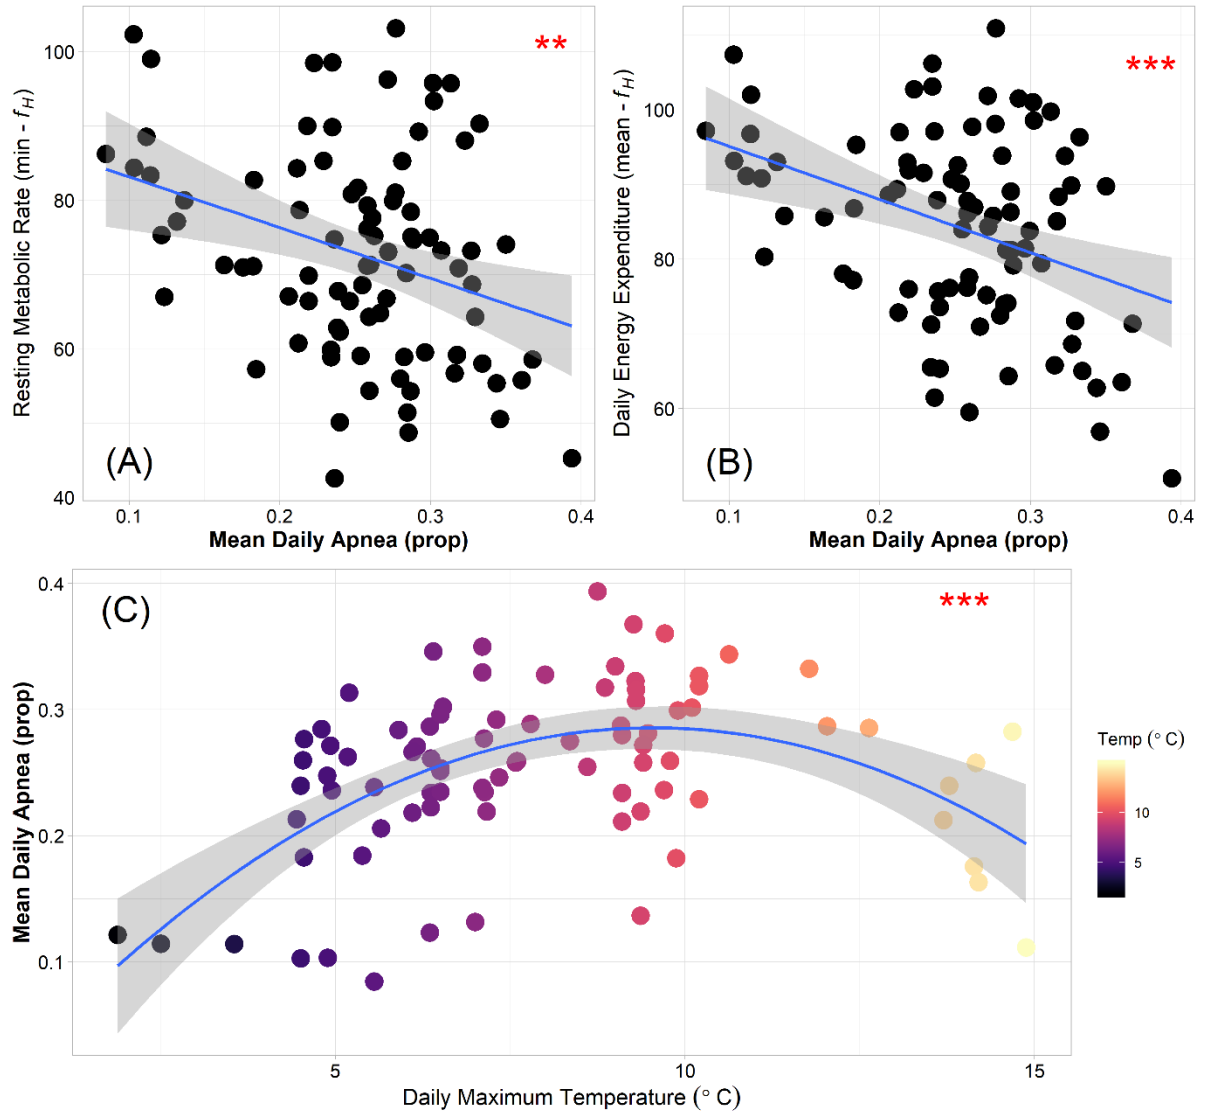 Resting Metabolic Rate (min - fH)
100
80
60
40
**
(A)
0.1 0.2 0.3 0.4
Mean Daily Apnea (prop)
Daily Energy Expenditure (mean - fH)
100
80
60
***
(B)
0.1 0.2 0.3 0.4
Mean Daily Apnea (prop)
Mean Daily Apnea (prop)
0.4
0.3
0.2
0.1
(C)
***
5 10 15
Daily Maximum Temperature (° C)
Temp (° C)
10
5